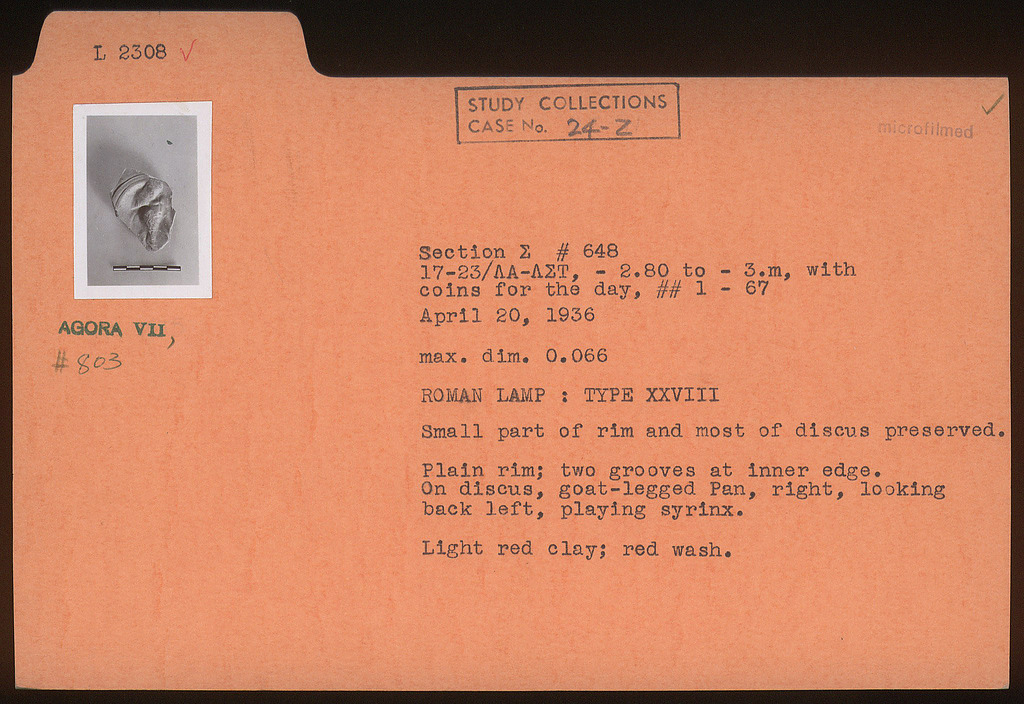 L 2308 ✓
STUDY COLLECTIONS
CASE No. 24-Z
✓
microfilmed
AGORA VII,
# 803
Section Σ # 648
17-23/ΛΑ-ΛΣΤ, - 2.80 to - 3.m, with
coins for the day, ## 1 - 67
April 20, 1936
max. dim. 0.066
ROMAN LAMP : TYPE XXVIII
Small part of rim and most of discus preserved.
Plain rim; two grooves at inner edge.
On discus, goat-legged Pan, right, looking
back left, playing syrinx.
Light red clay; red wash.